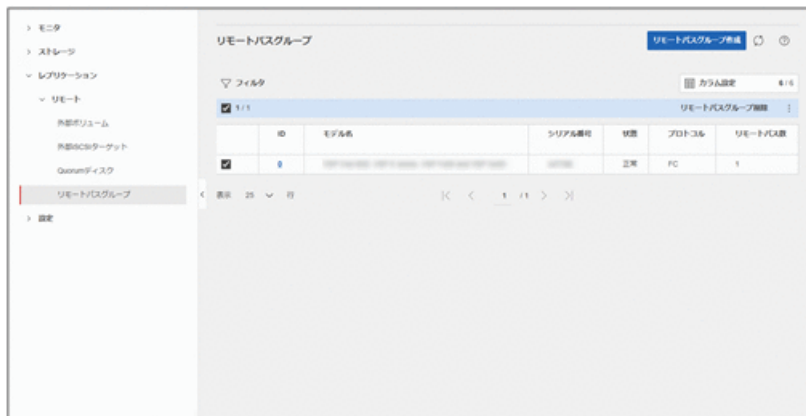 モニタ
ストレージ
レプリケーション
リモート
外部ボリューム
外部iSCSIターゲット
Quorumディスク
リモートパスグループ
設定
リモートパスグループ
リモートパスグループ作成
フィルタ
カラム設定 6 / 6
1 / 1 リモートパスグループ削除
ID モデル名 シリアル番号 状態 プロトコル リモートパス数
0 正常 FC 1
表示 25 行 1 / 1